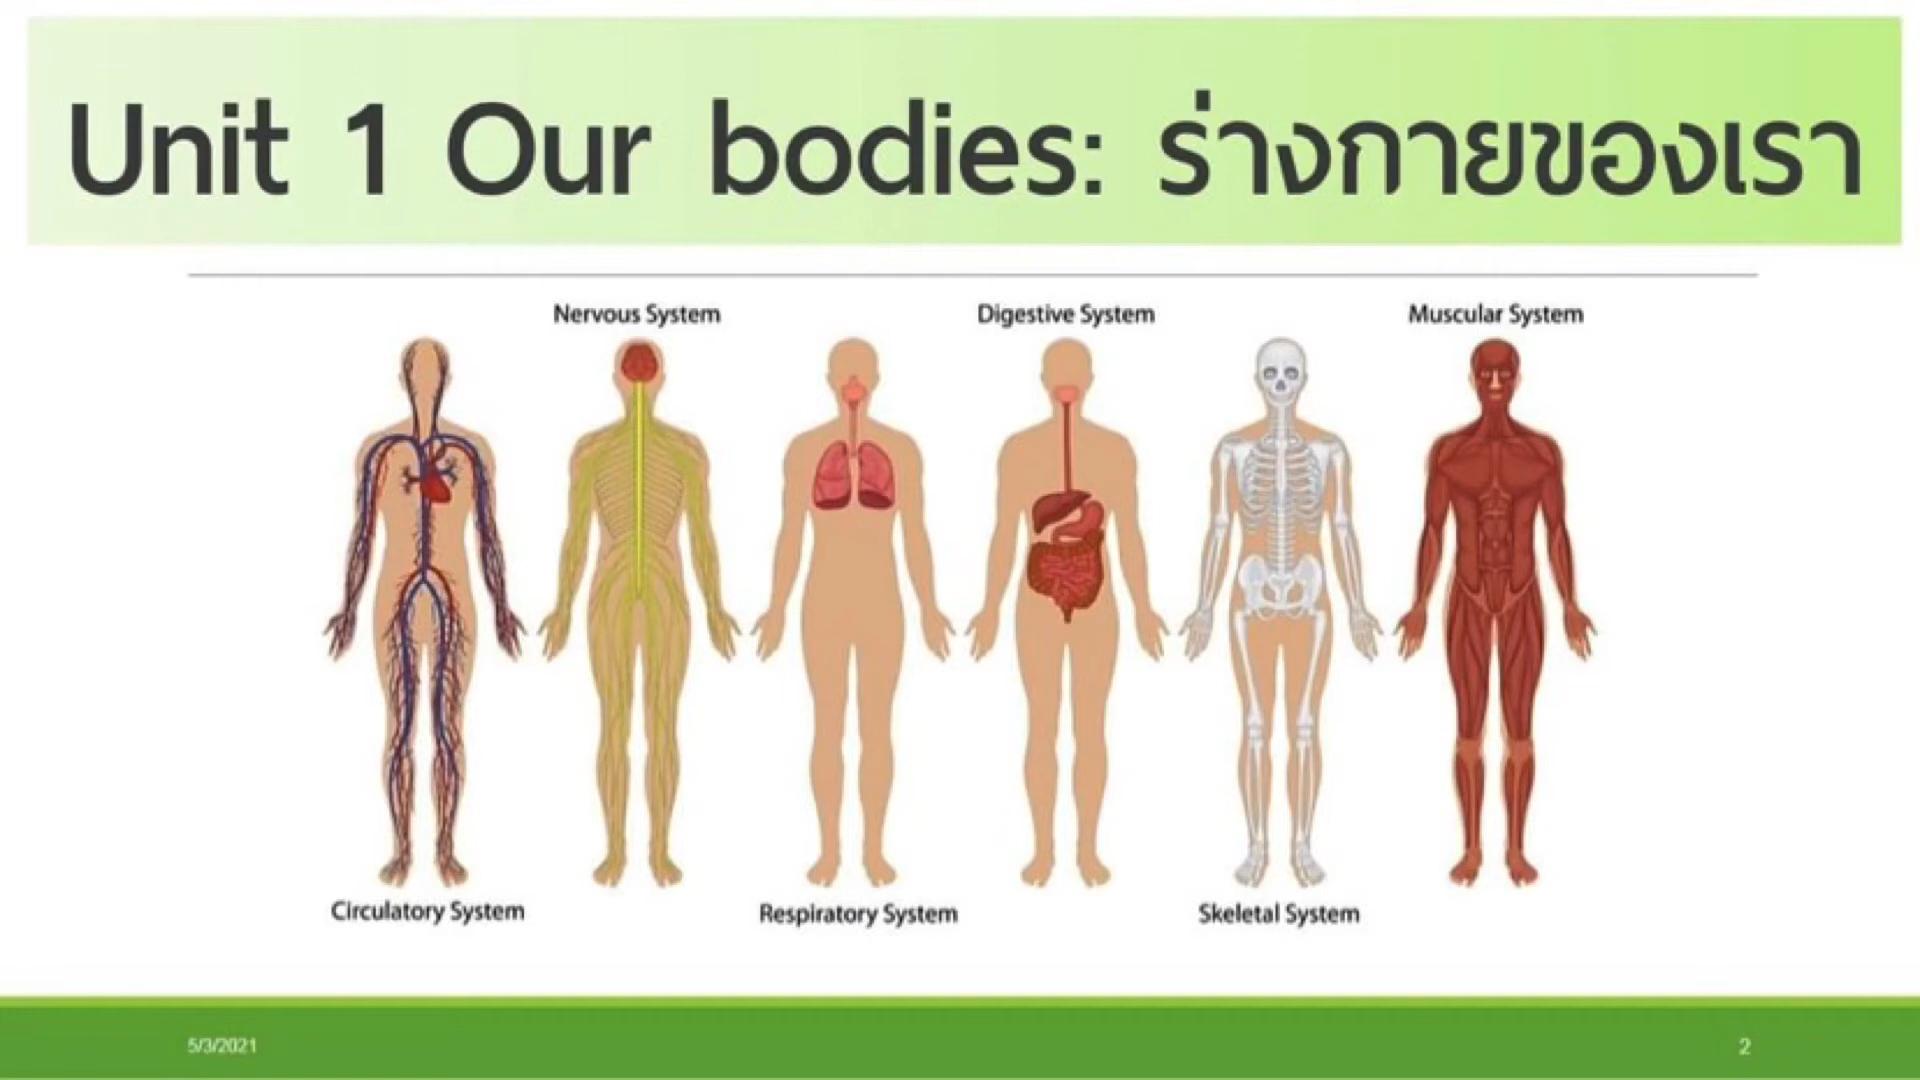 Unit 1 Our bodies: ร่างกายของเรา
Nervous System
Digestive System
Muscular System
Circulatory System
Respiratory System
Skeletal System
5/3/2021
2